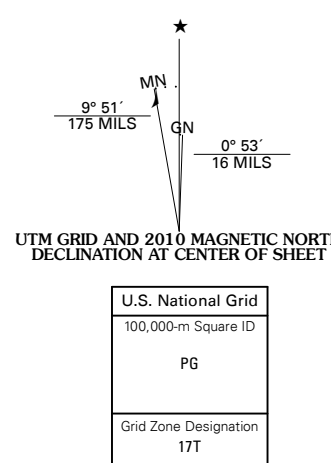 ★
MN
GN
9° 51´
175 MILS
0° 53´
16 MILS
UTM GRID AND 2010 MAGNETIC NORT
DECLINATION AT CENTER OF SHEET
U.S. National Grid
100,000-m Square ID
PG
Grid Zone Designation
17T